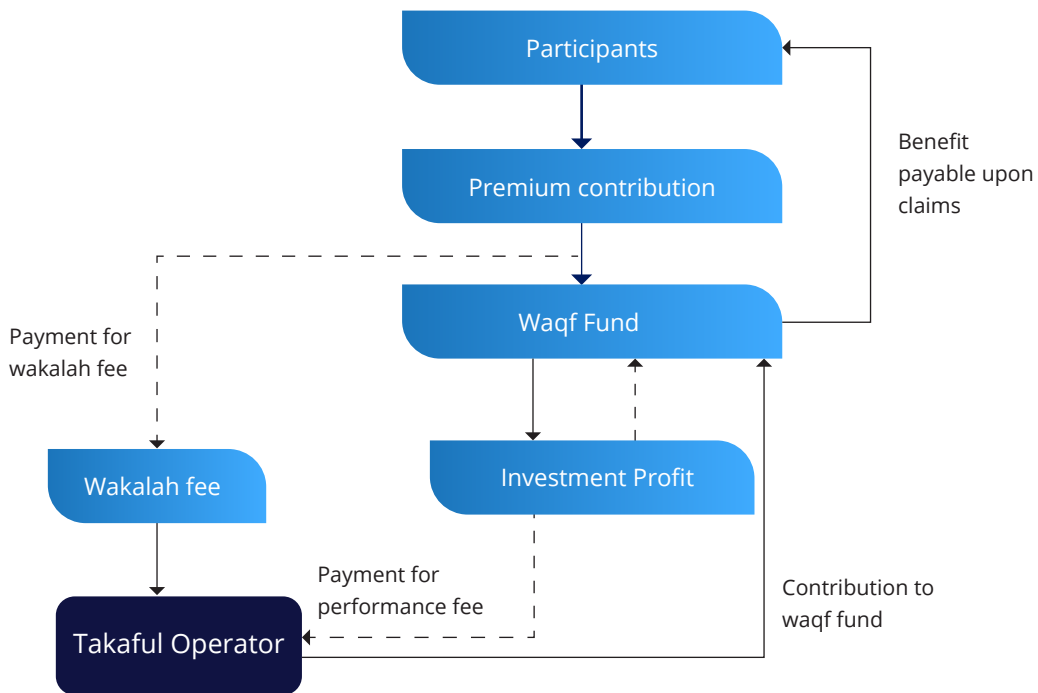 Participants
Benefit
payable upon
claims
Premium contribution
Waqf Fund
Payment for
wakalah fee
Wakalah fee
Investment Profit
Payment for
performance fee
Contribution to
waqf fund
Takaful Operator